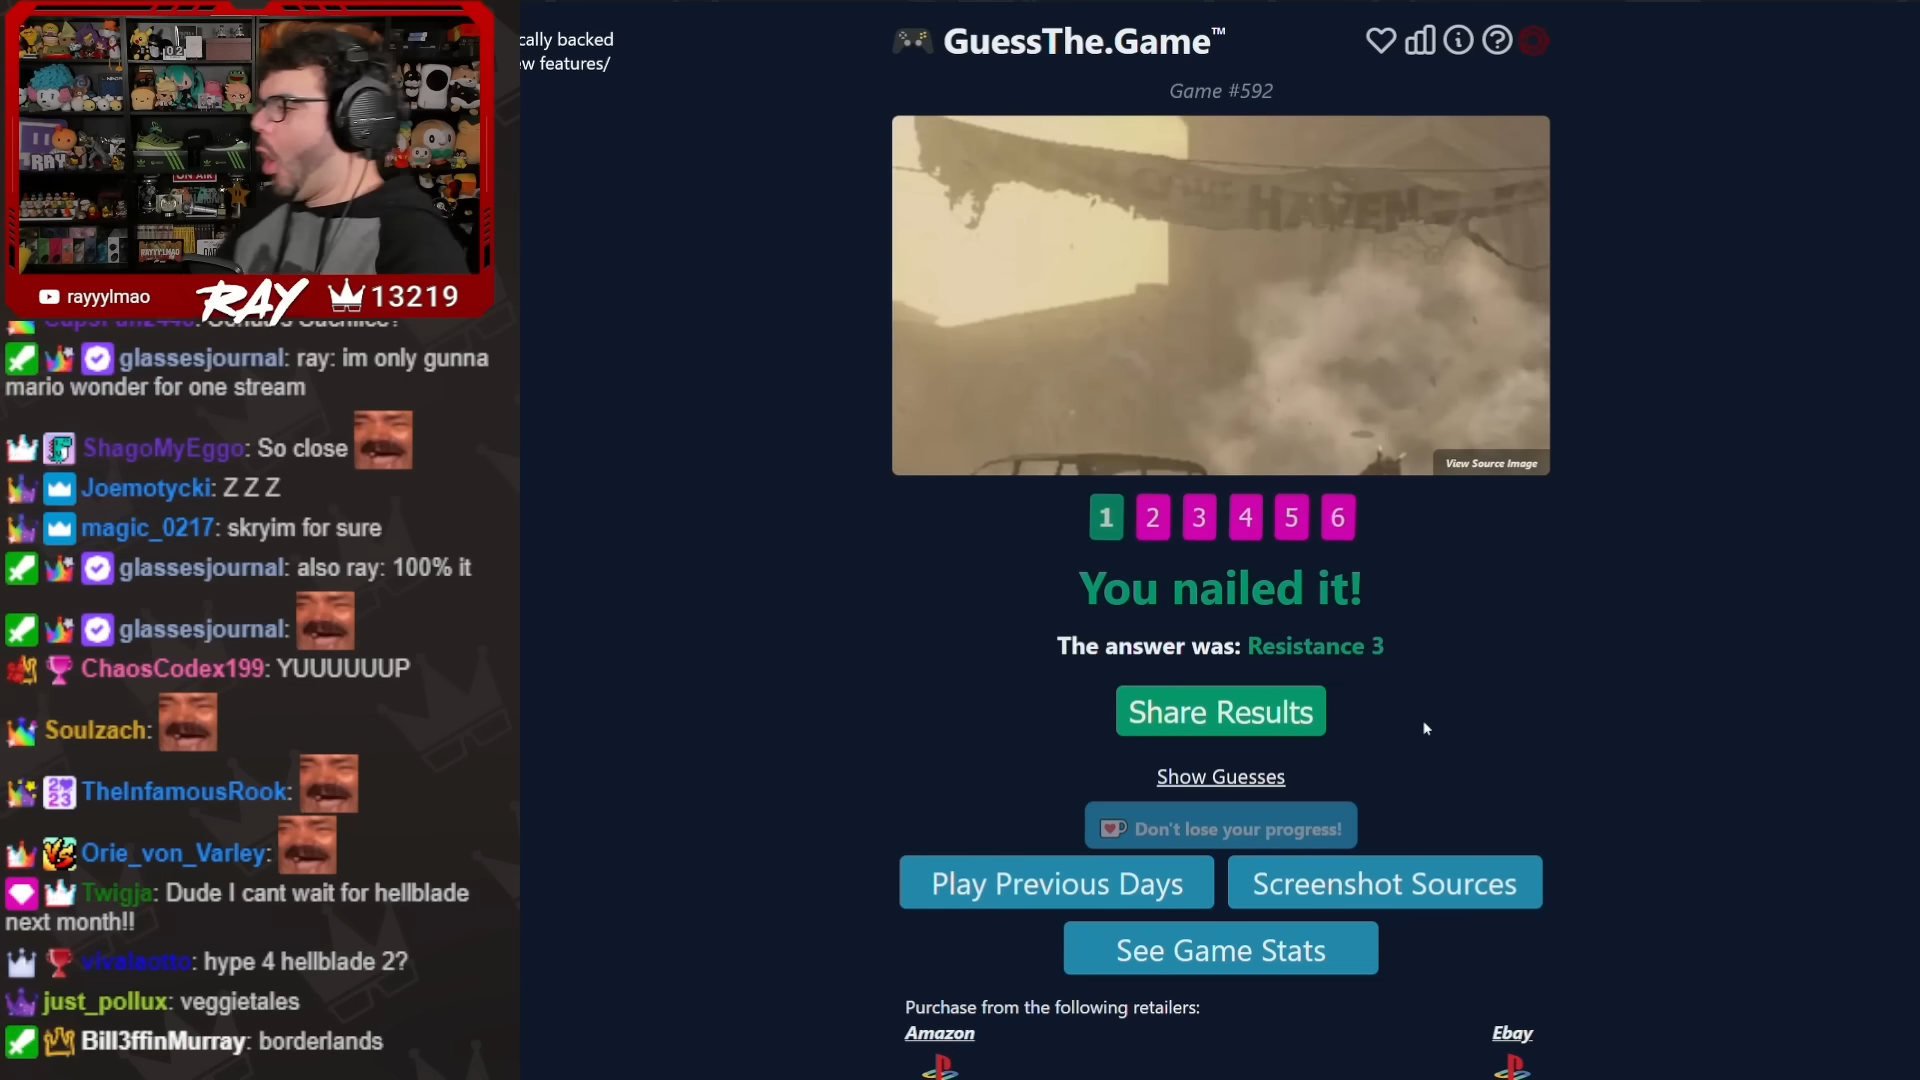 cally backed
w features/
GuessThe.Game™
Game #592
HAVEN
View Source Image
1 2 3 4 5 6
You nailed it!
The answer was: Resistance 3
Share Results
Show Guesses
Don't lose your progress!
Play Previous Days
Screenshot Sources
See Game Stats
Purchase from the following retailers:
Amazon
Ebay
RAY
ON AIR
rayyylmao
RAY
13219
glassesjournal: ray: im only gunna
mario wonder for one stream
ShagoMyEggo: So close
Joemotycki: Z Z Z
magic_0217: skryim for sure
glassesjournal: also ray: 100% it
glassesjournal:
ChaosCodex199: YUUUUUUP
Soulzach:
TheInfamousRook:
Orie_von_Varley:
Twigja: Dude I cant wait for hellblade
next month!!
vivalaotto: hype 4 hellblade 2?
just_pollux: veggietales
Bill3ffinMurray: borderlands